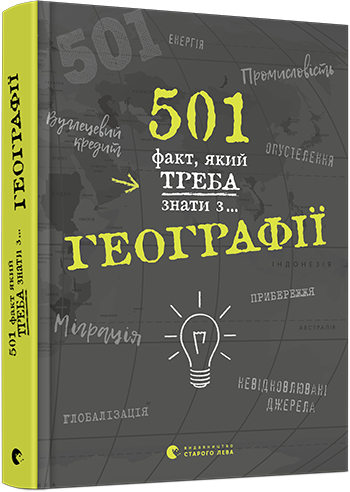 501
ЕНЕРГІЯ
Промисловість
Вуглецевий
кредит
501
факт, який
ТРЕБА
знати з...
ОПУСТЕЛЕННЯ
ГЕОГРАФІЇ
ІНДОНЕЗІЯ
ПРИБЕРЕЖЖЯ
АВСТРАЛІЯ
Міграція
НЕВІДНОВЛЮВАНІ
ДЖЕРЕЛА
ГЛОБАЛІЗАЦІЯ
ВИДАВНИЦТВО
СТАРОГО ЛЕВА
501 факт який
ТРЕБА знати з...
ГЕОГРАФІЇ